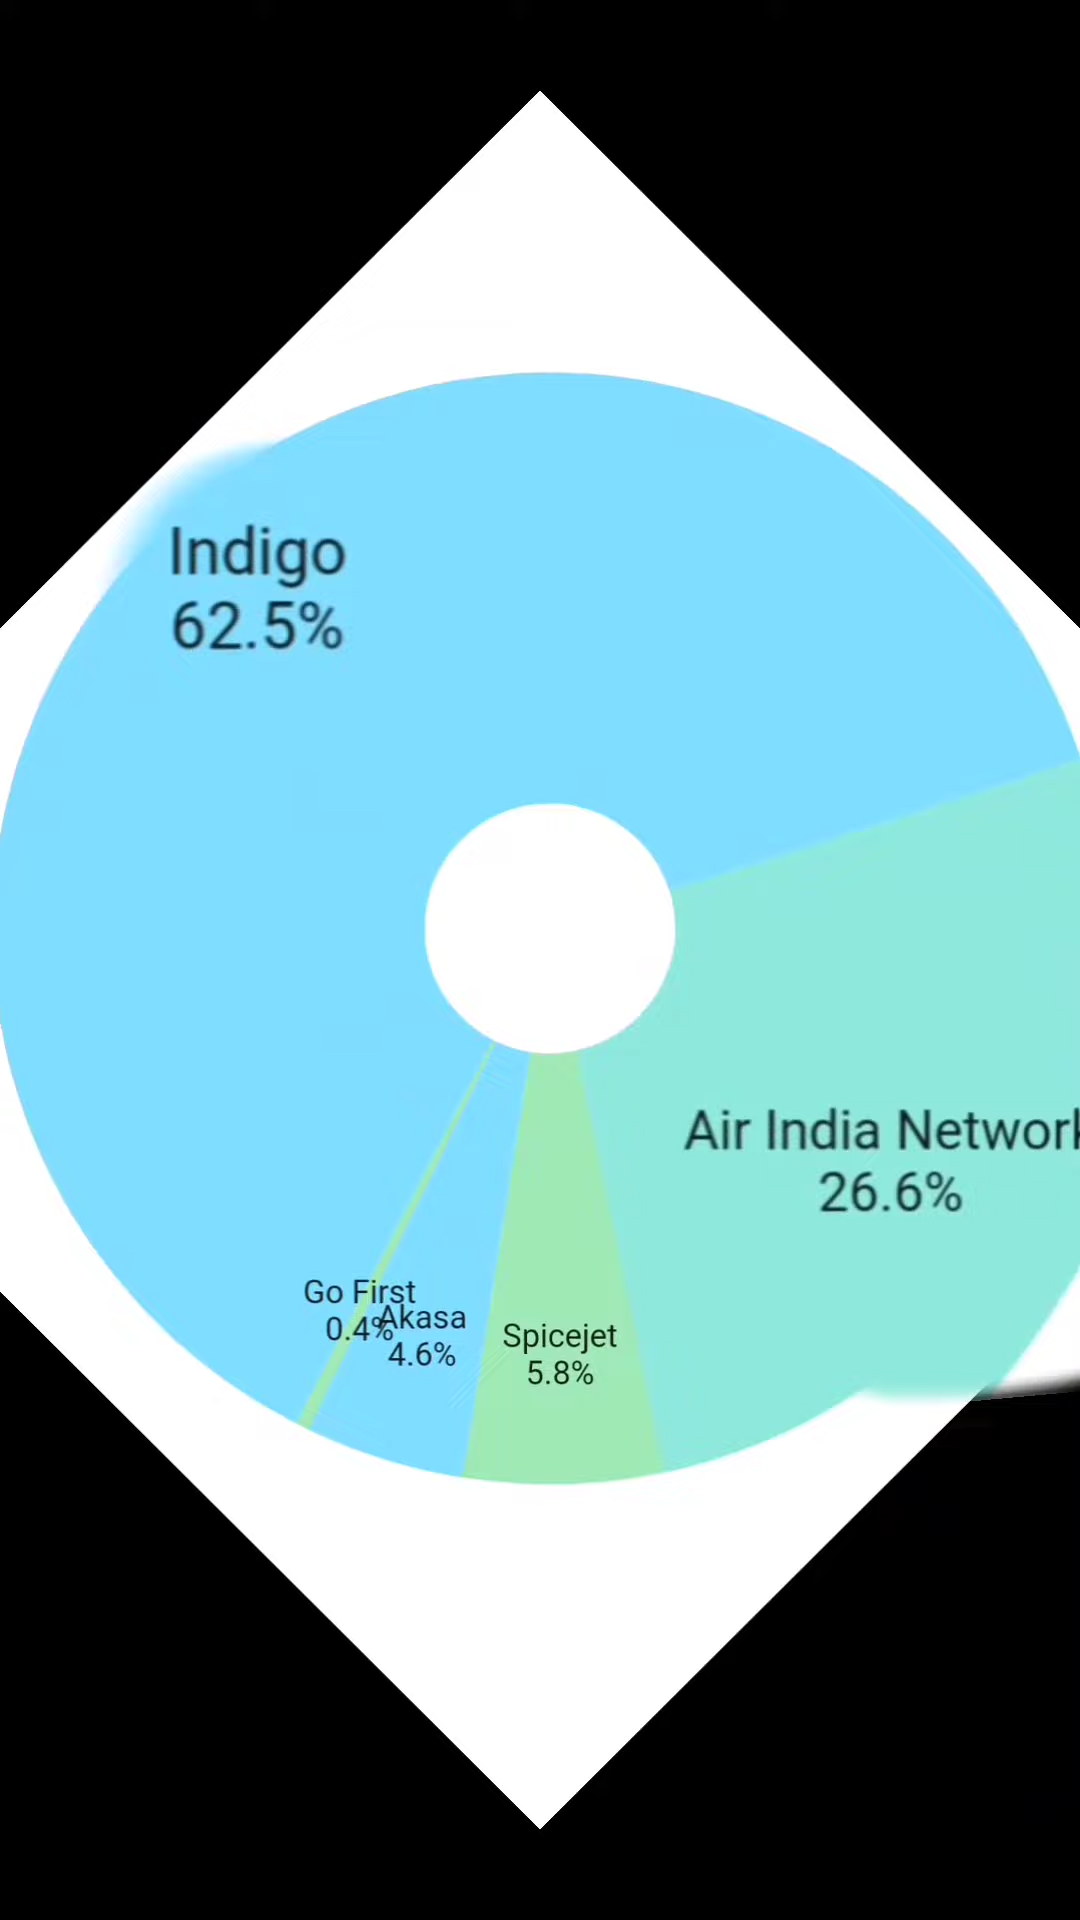 Indigo
62.5%
Air India Network
26.6%
Go First
0.4%
Akasa
4.6%
Spicejet
5.8%